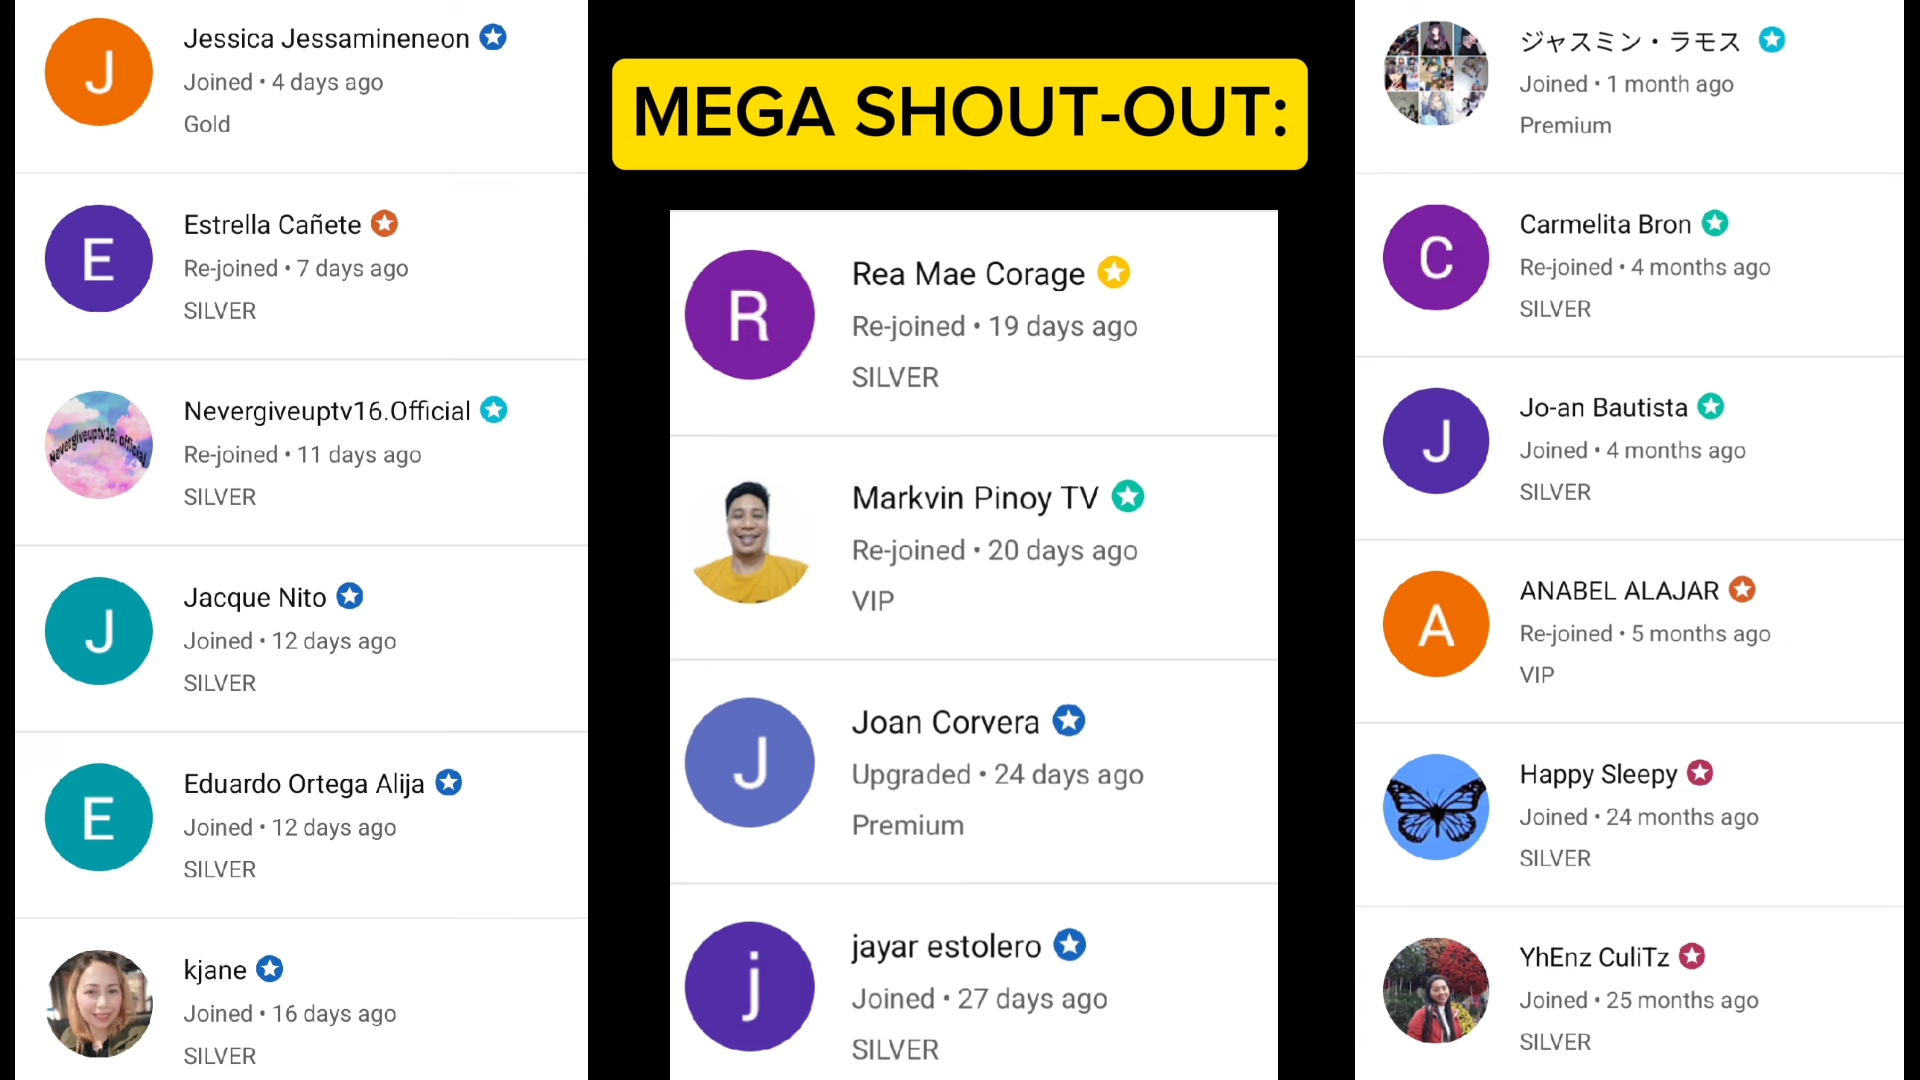 Jessica Jessamineneon
Joined • 4 days ago
Gold
J
Estrella Cañete
Re-joined • 7 days ago
SILVER
E
Nevergiveuptv16.Official
Re-joined • 11 days ago
SILVER
Nevergiveuptv16. official
Jacque Nito
Joined • 12 days ago
SILVER
J
Eduardo Ortega Alija
Joined • 12 days ago
SILVER
E
kjane
Joined • 16 days ago
SILVER
MEGA SHOUT-OUT:
Rea Mae Corage
Re-joined • 19 days ago
SILVER
R
Markvin Pinoy TV
Re-joined • 20 days ago
VIP
Joan Corvera
Upgraded • 24 days ago
Premium
J
jayar estolero
Joined • 27 days ago
SILVER
j
ジャスミン・ラモス
Joined • 1 month ago
Premium
Carmelita Bron
Re-joined • 4 months ago
SILVER
C
Jo-an Bautista
Joined • 4 months ago
SILVER
J
ANABEL ALAJAR
Re-joined • 5 months ago
VIP
A
Happy Sleepy
Joined • 24 months ago
SILVER
YhEnz CuliTz
Joined • 25 months ago
SILVER